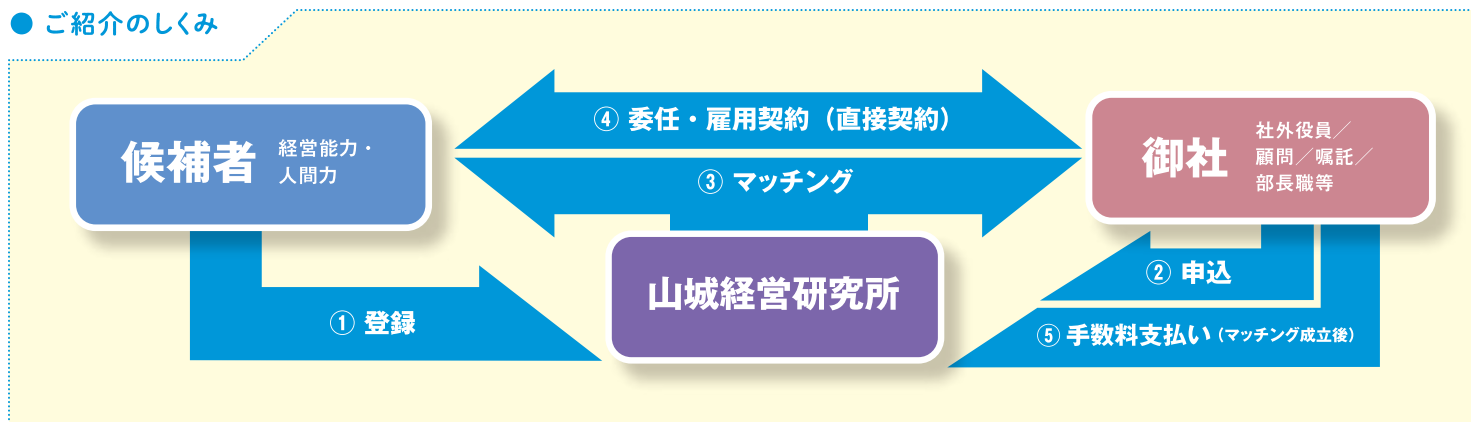 ● ご紹介のしくみ
④ 委任・雇用契約（直接契約）
候補者
経営能力・
人間力
③ マッチング
御社
社外役員／
顧問／嘱託／
部長職等
山城経営研究所
② 申込
① 登録
⑤ 手数料支払い（マッチング成立後）